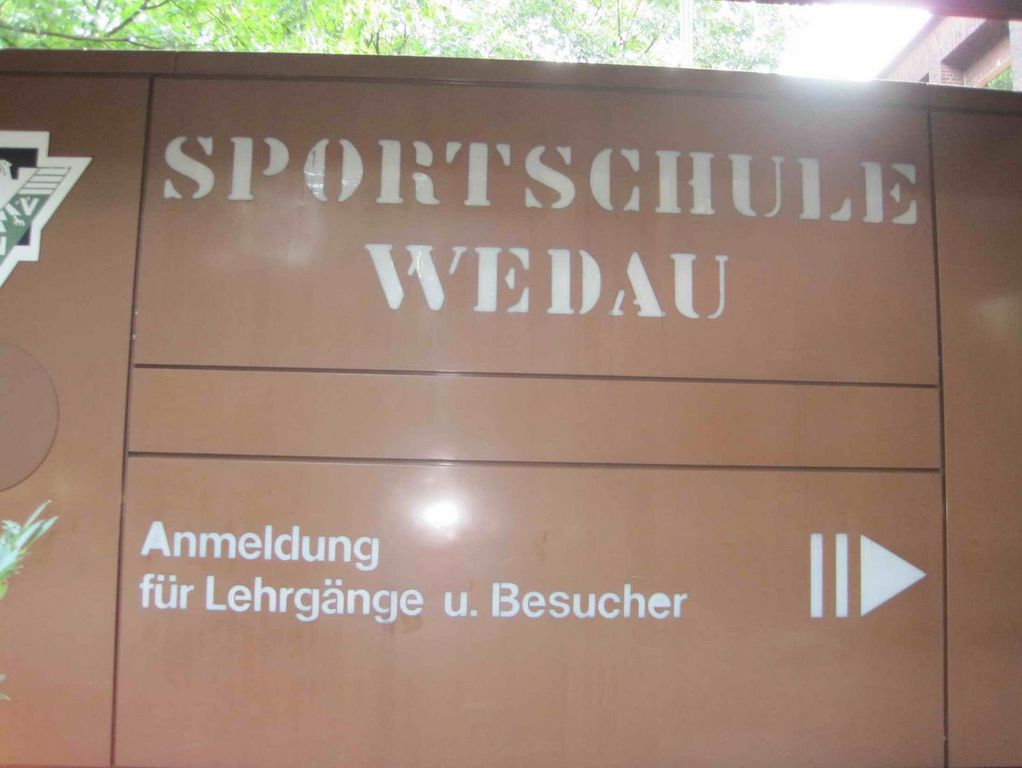 SPORTSCHULE
WEDAU
Anmeldung
für Lehrgänge u. Besucher